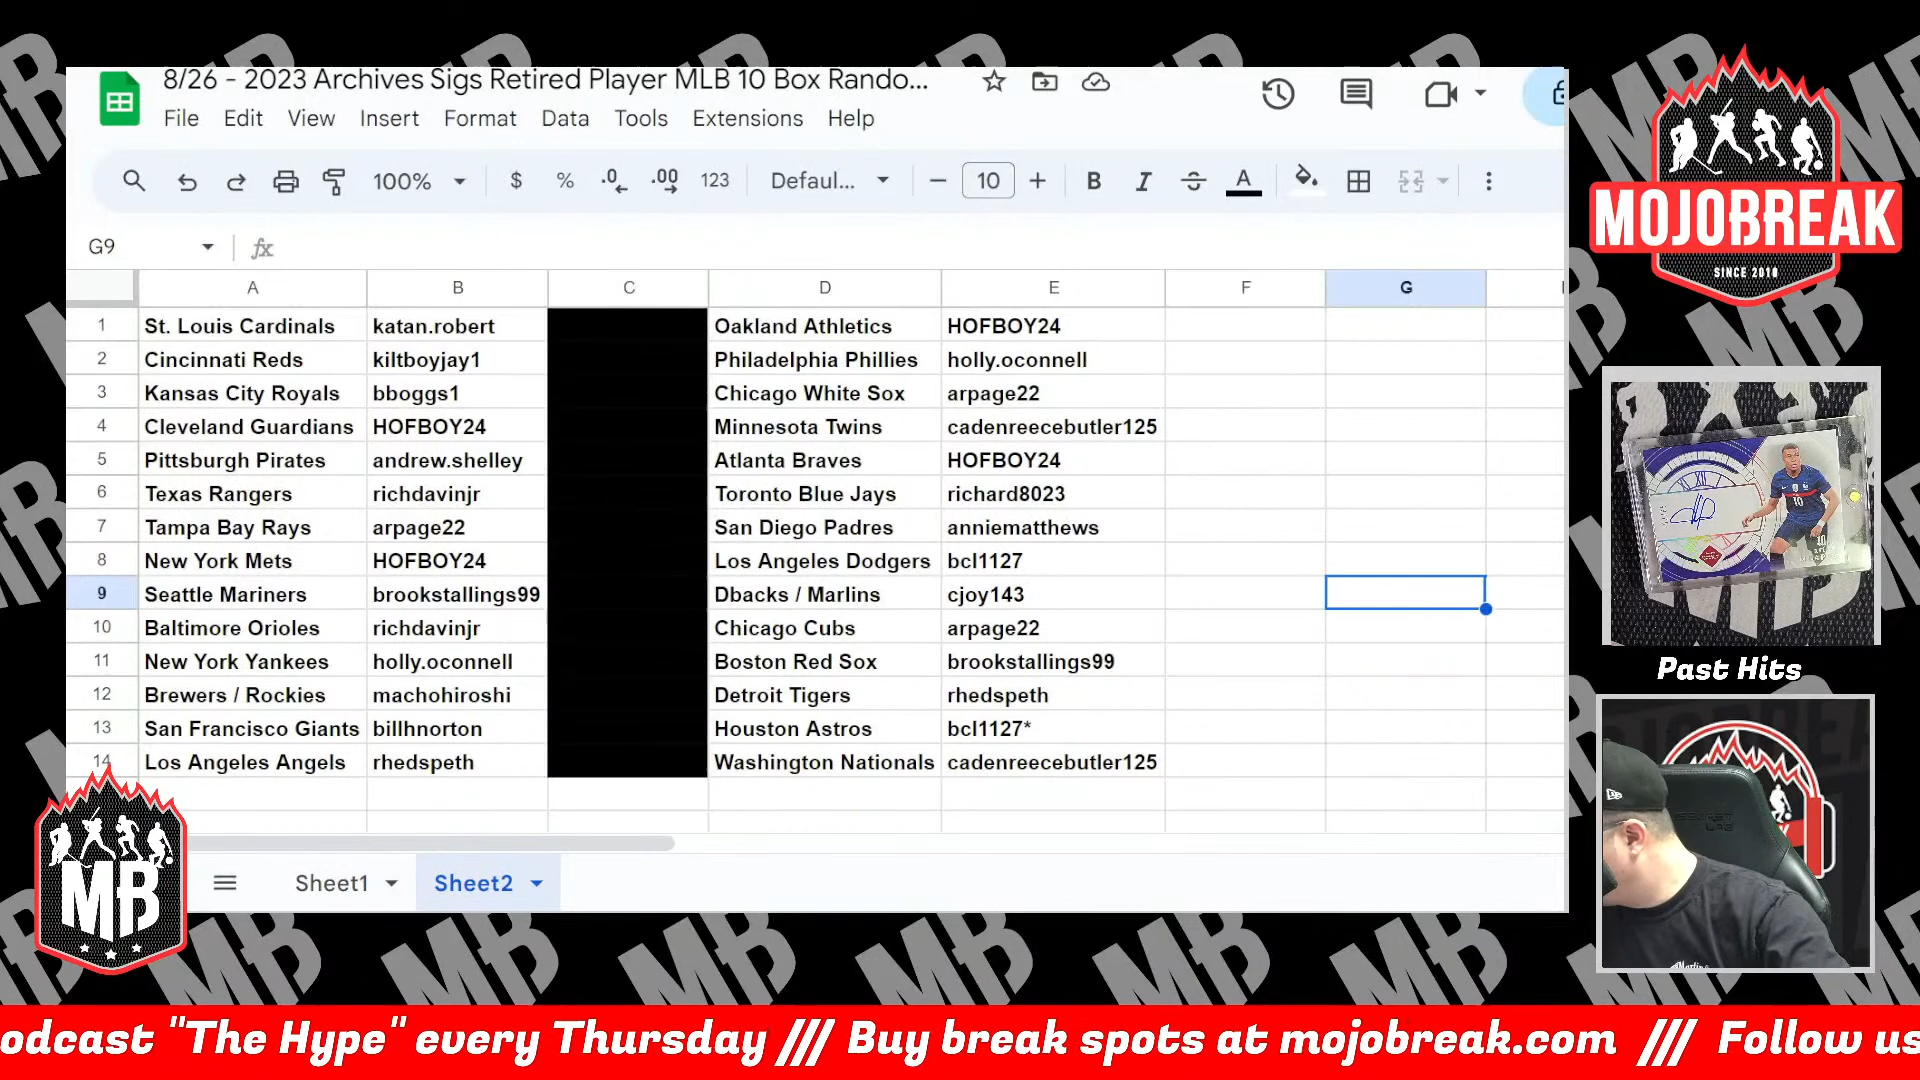 8/26 - 2023 Archives Sigs Retired Player MLB 10 Box Rando...
File Edit View Insert Format Data Tools Extensions Help
100% $ % .0 .00 123 Defaul... 10 B I A
G9 fx
A B C D E F G
1 St. Louis Cardinals katan.robert Oakland Athletics HOFBOY24
2 Cincinnati Reds kiltboyjay1 Philadelphia Phillies holly.oconnell
3 Kansas City Royals bboggs1 Chicago White Sox arpage22
4 Cleveland Guardians HOFBOY24 Minnesota Twins cadenreecebutler125
5 Pittsburgh Pirates andrew.shelley Atlanta Braves HOFBOY24
6 Texas Rangers richdavinjr Toronto Blue Jays richard8023
7 Tampa Bay Rays arpage22 San Diego Padres anniematthews
8 New York Mets HOFBOY24 Los Angeles Dodgers bcl1127
9 Seattle Mariners brookstallings99 Dbacks / Marlins cjoy143
10 Baltimore Orioles richdavinjr Chicago Cubs arpage22
11 New York Yankees holly.oconnell Boston Red Sox brookstallings99
12 Brewers / Rockies machohiroshi Detroit Tigers rhedspeth
13 San Francisco Giants billhnorton Houston Astros bcl1127*
14 Los Angeles Angels rhedspeth Washington Nationals cadenreecebutler125
Sheet1 Sheet2
MOJOBREAK
SINCE 2010
Past Hits
MB
odcast "The Hype" every Thursday /// Buy break spots at mojobreak.com /// Follow us